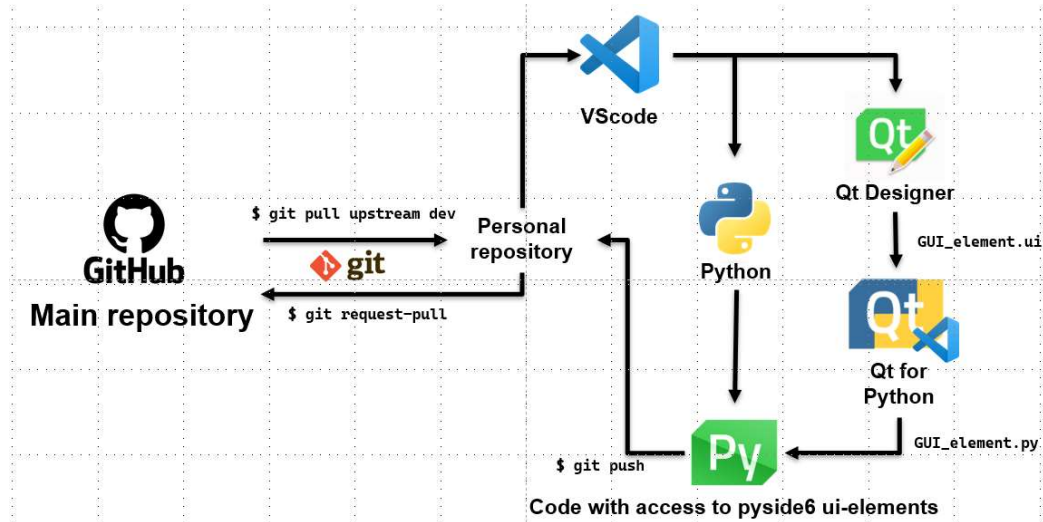 VScode
Qt
Qt Designer
$ git pull upstream dev
Personal
repository
GUI_element.ui
git
Python
GitHub
Main repository
$ git request-pull
Qt
Qt for
Python
GUI_element.py
Py
$ git push
Code with access to pyside6 ui-elements